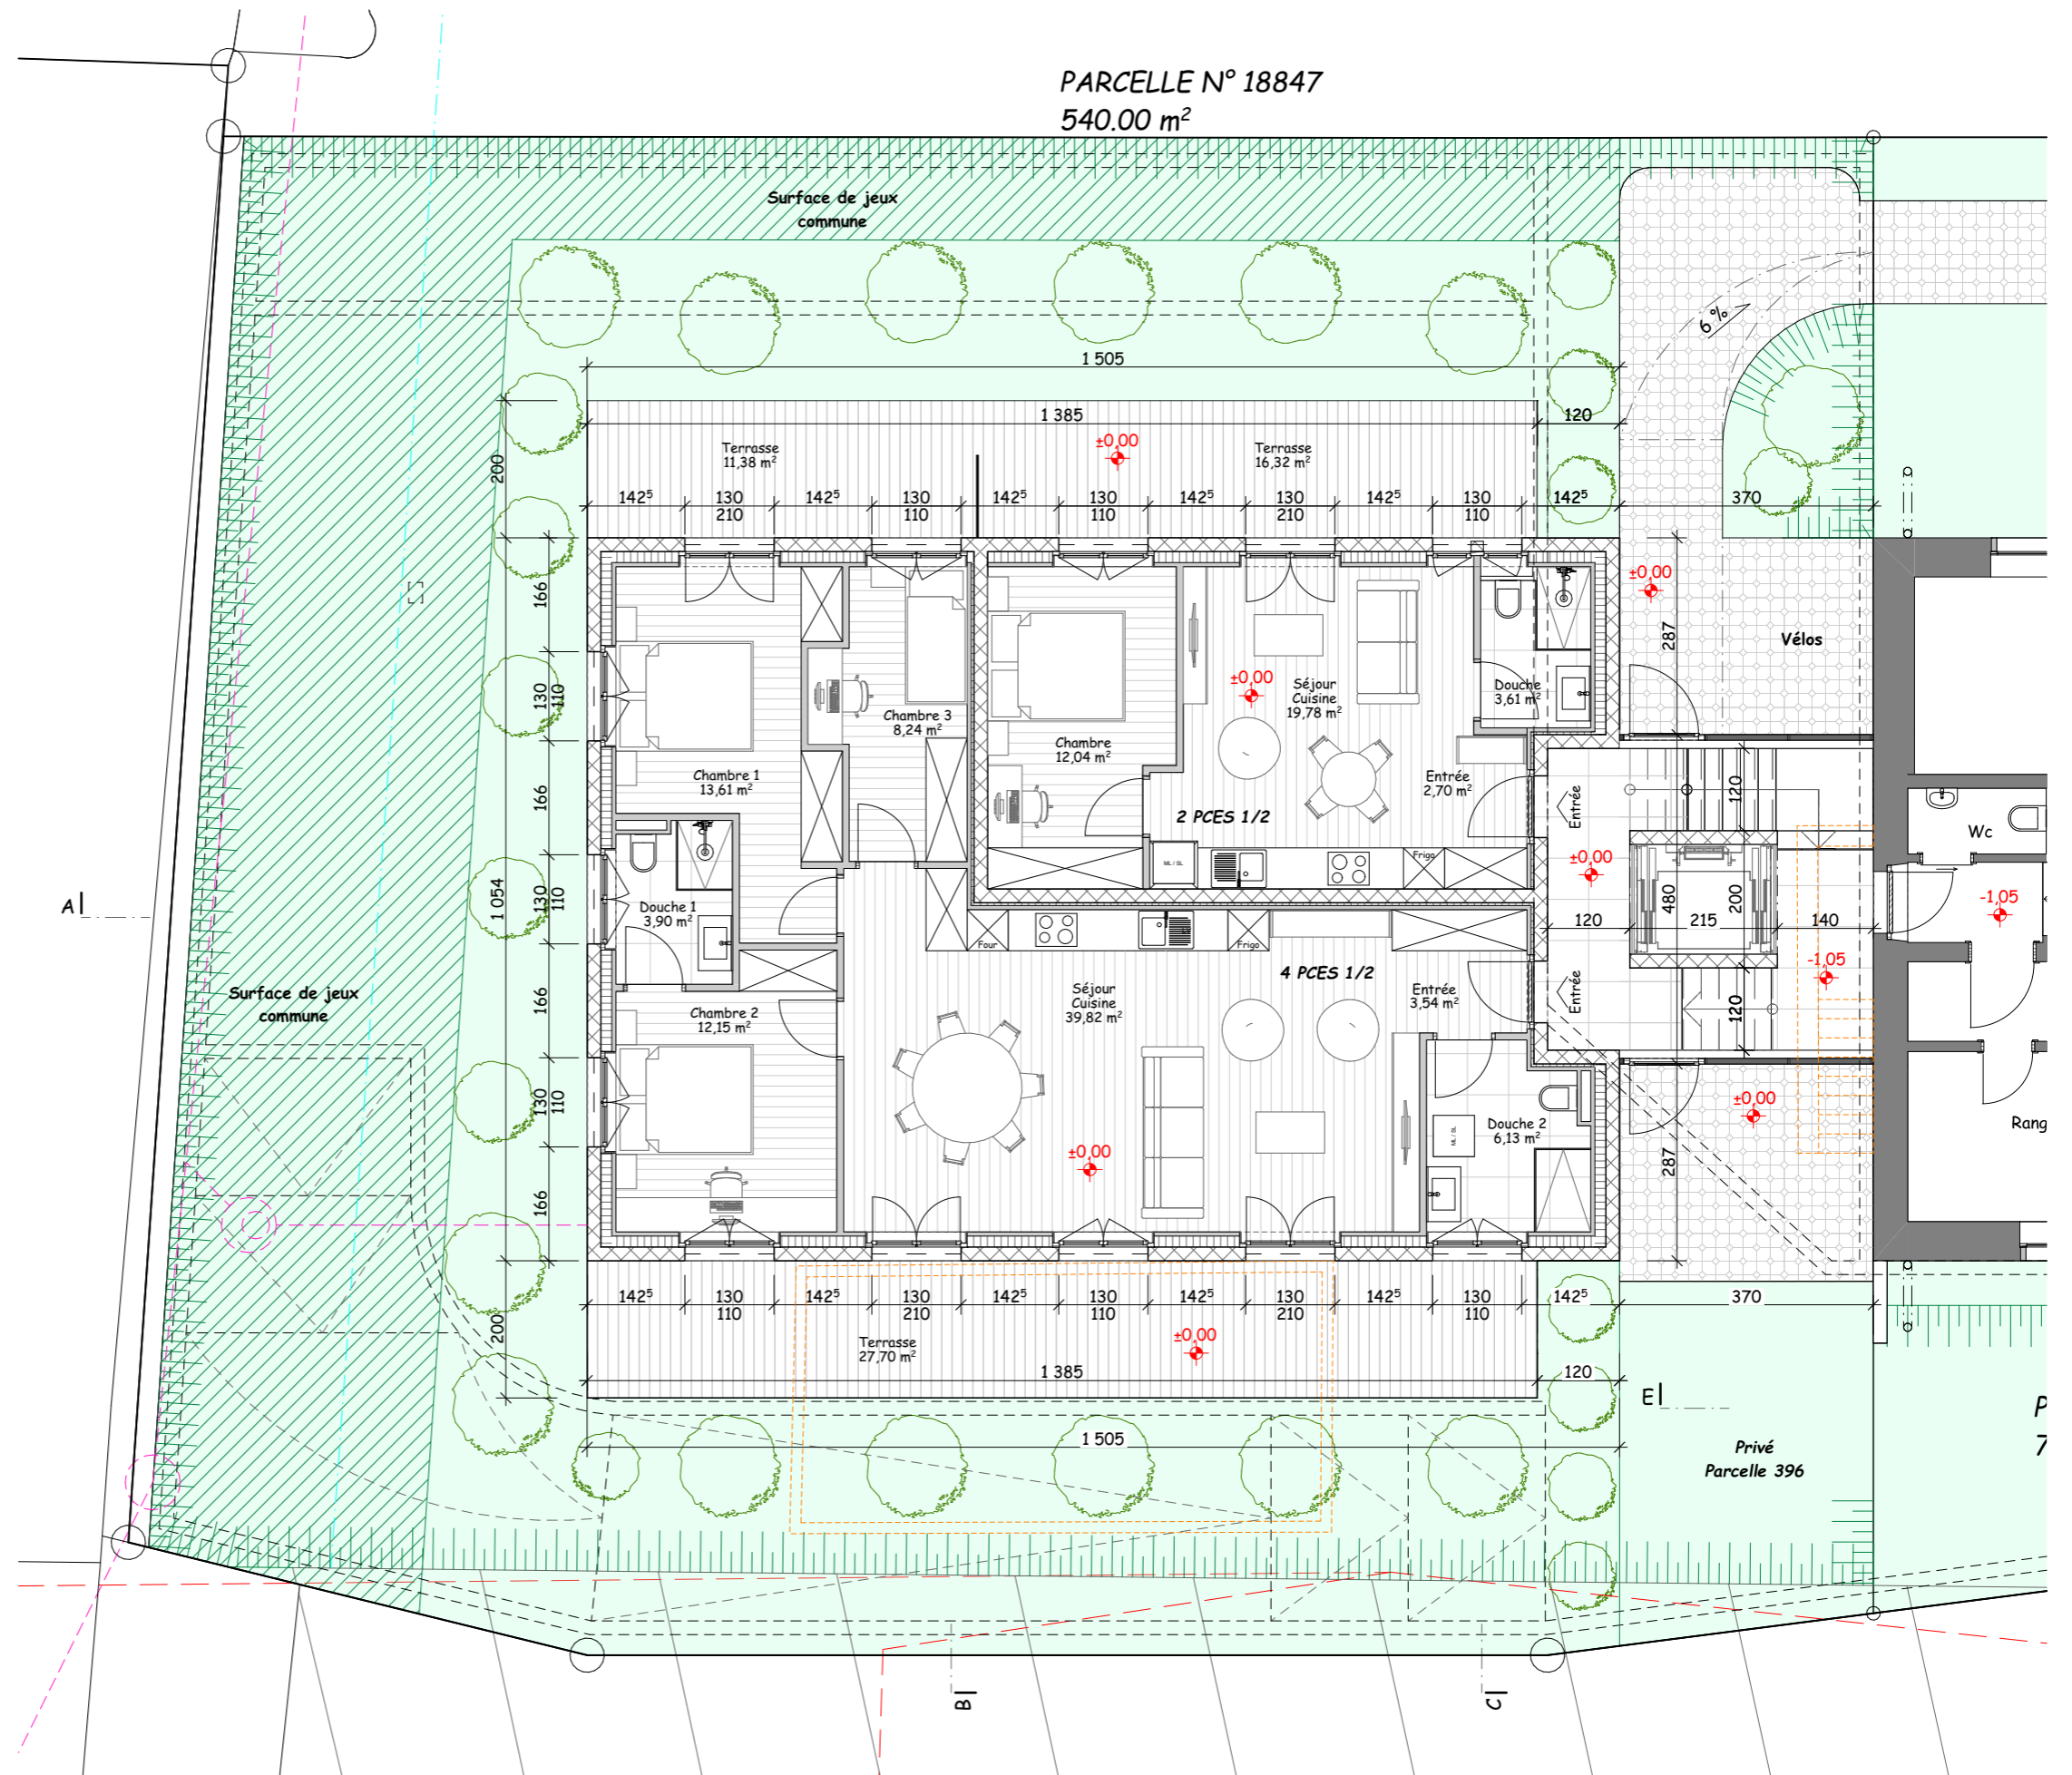 PARCELLE N° 18847
540.00 m²
Surface de jeux
commune
6 %
1 505
1 385
120
Terrasse
11,38 m²
±0,00
Terrasse
16,32 m²
200
142⁵
130
210
142⁵
130
110
142⁵
130
110
142⁵
130
210
142⁵
130
110
142⁵
370
166
130
110
166
130
110
166
130
110
166
1 054
200
±0,00
287
Vélos
Chambre 3
8,24 m²
Chambre
12,04 m²
±0,00
Séjour
Cuisine
19,78 m²
Douche
3,61 m²
Chambre 1
13,61 m²
Entrée
2,70 m²
2 PCES 1/2
Entrée
120
ML / SL
Frigo
Wc
±0,00
480
200
A
Douche 1
3,90 m²
120
215
140
-1,05
Four
Frigo
-1,05
4 PCES 1/2
Surface de jeux
commune
Séjour
Cuisine
39,82 m²
Entrée
3,54 m²
Entrée
120
Chambre 2
12,15 m²
±0,00
ML / SL
Douche 2
6,13 m²
Rang
±0,00
287
142⁵
130
110
142⁵
130
210
142⁵
130
110
142⁵
130
210
142⁵
130
110
142⁵
370
Terrasse
27,70 m²
±0,00
1 385
120
E
1 505
Privé
Parcelle 396
P
7
B
C